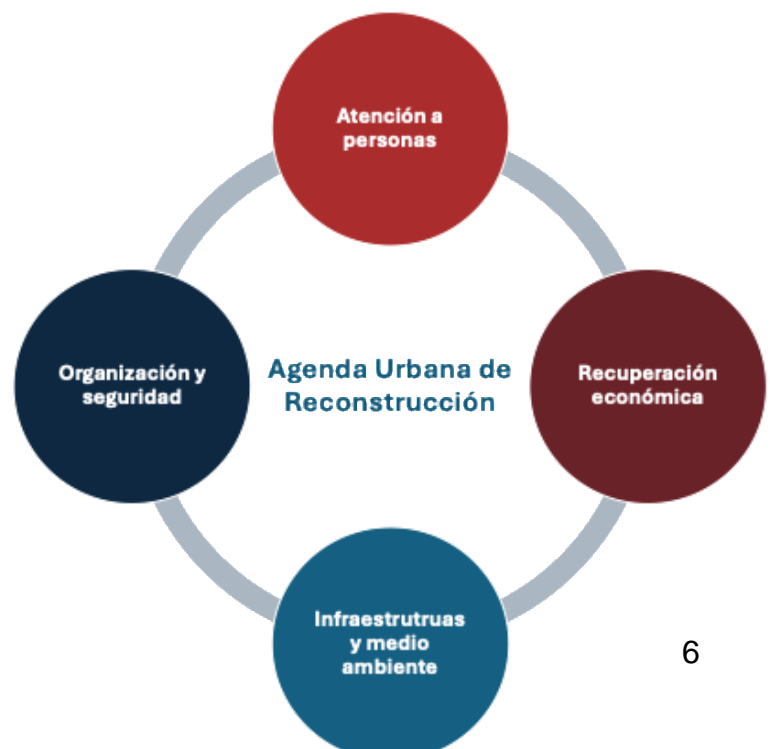 Atención a
personas
Organización y
seguridad
Agenda Urbana de
Reconstrucción
Recuperación
económica
Infraestrutruas
y medio
ambiente
6